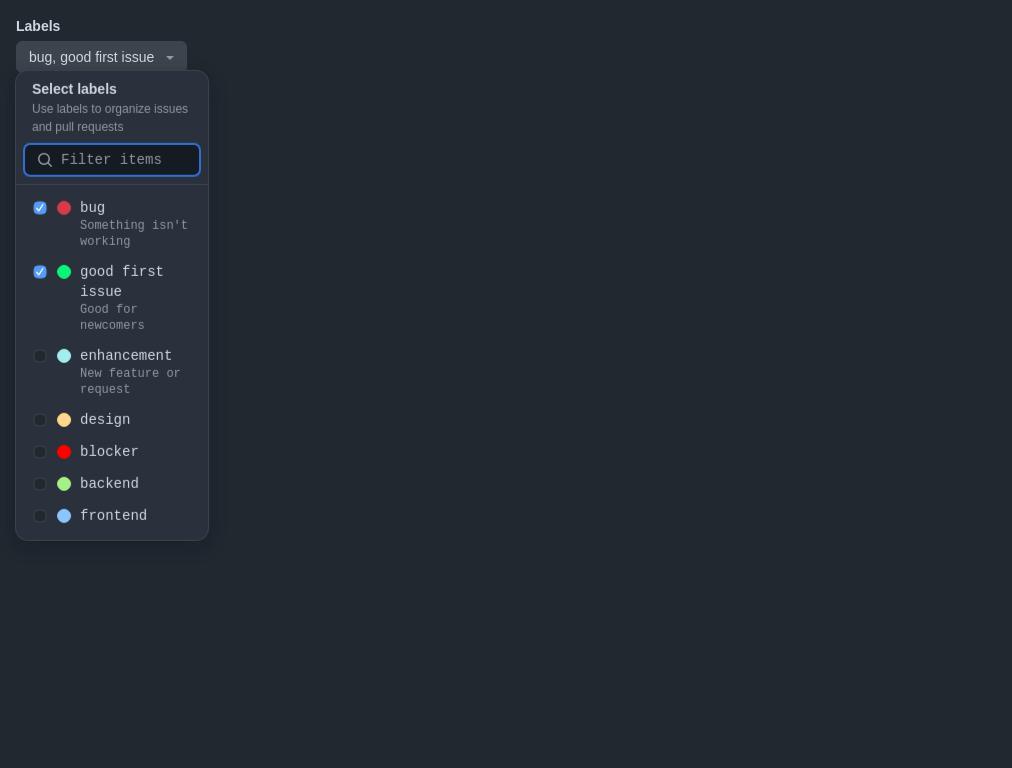 Labels
bug, good first issue
Select labels
Use labels to organize issues
and pull requests
Filter items
bug
Something isn't
working
good first
issue
Good for
newcomers
enhancement
New feature or
request
design
blocker
backend
frontend